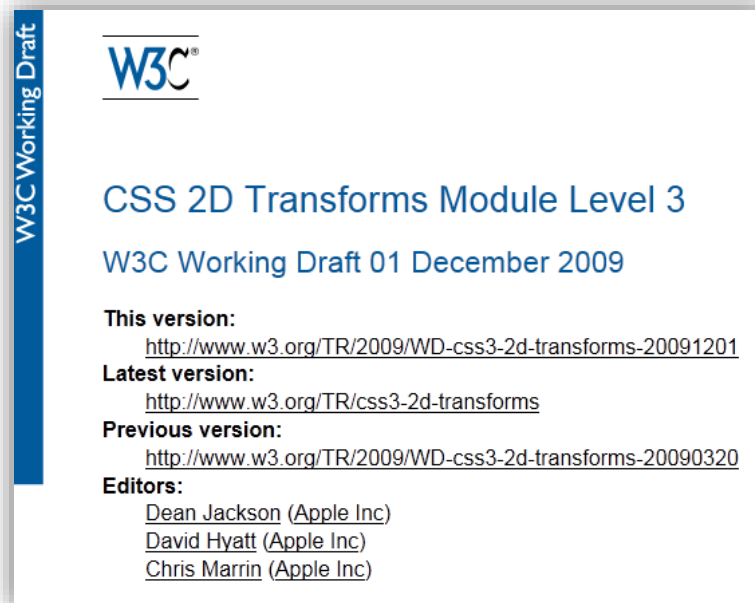 W3C Working Draft
W3C®
CSS 2D Transforms Module Level 3
W3C Working Draft 01 December 2009
This version:
http://www.w3.org/TR/2009/WD-css3-2d-transforms-20091201
Latest version:
http://www.w3.org/TR/css3-2d-transforms
Previous version:
http://www.w3.org/TR/2009/WD-css3-2d-transforms-20090320
Editors:
Dean Jackson (Apple Inc)
David Hyatt (Apple Inc)
Chris Marrin (Apple Inc)